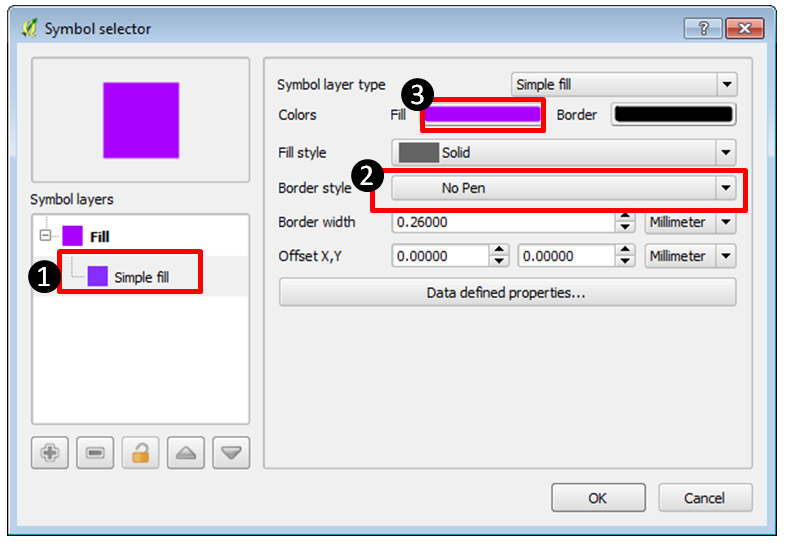 Symbol selector
?
Symbol layer type Simple fill
3
Colors Fill Border
Fill style Solid
2
Border style No Pen
Symbol layers
Border width 0.26000 Millimeter
Fill
Offset X,Y 0.00000 0.00000 Millimeter
1
Simple fill
Data defined properties...
OK Cancel